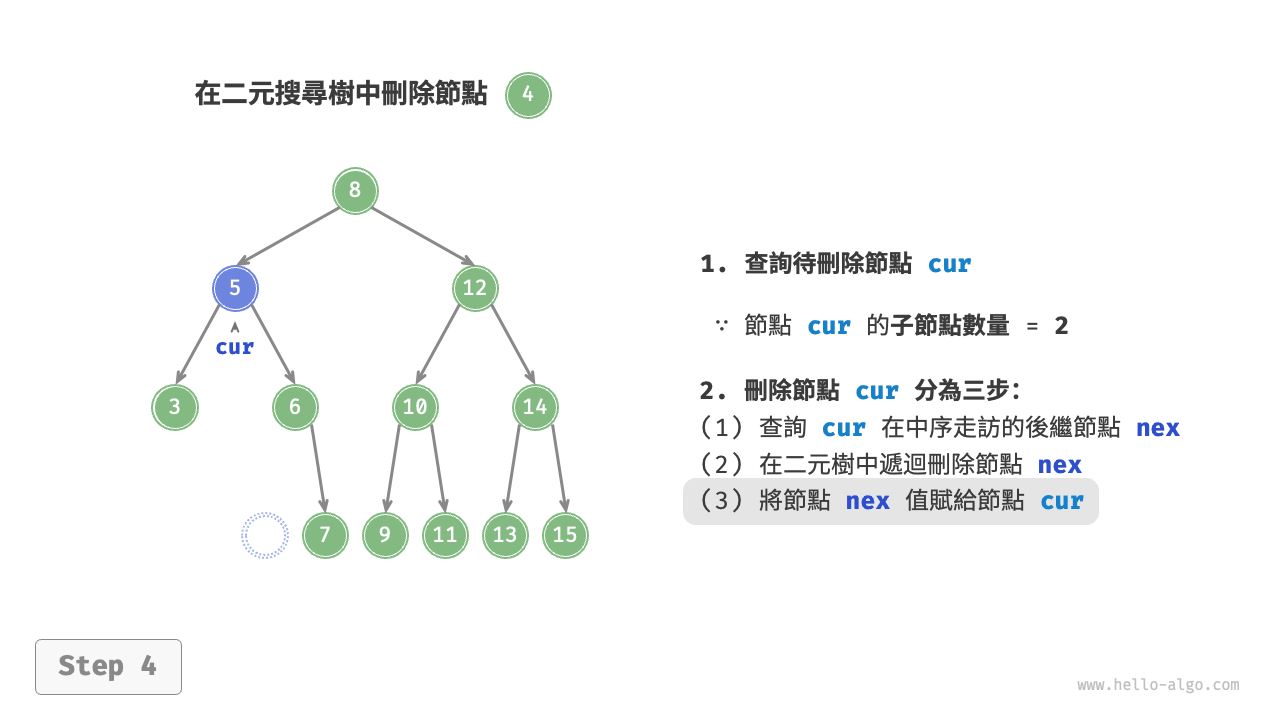 在二元搜尋樹中刪除節點 4
8
5 12
cur
3 6 10 14
7 9 11 13 15
1. 查詢待刪除節點 cur
∵ 節點 cur 的子節點數量 = 2
2. 刪除節點 cur 分為三步：
(1) 查詢 cur 在中序走訪的後繼節點 nex
(2) 在二元樹中遞迴刪除節點 nex
(3) 將節點 nex 值賦給節點 cur
Step 4
www.hello-algo.com